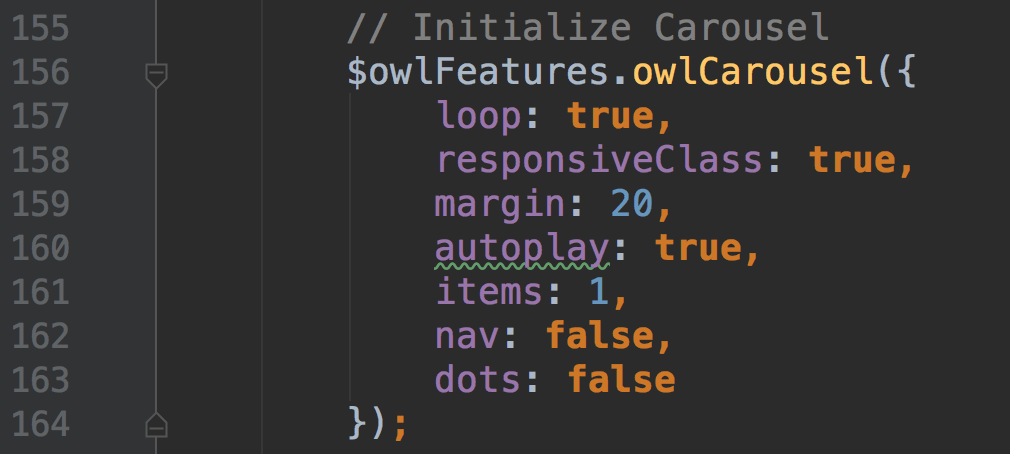 155 // Initialize Carousel
156 $owlFeatures.owlCarousel({
157 loop: true,
158 responsiveClass: true,
159 margin: 20,
160 autoplay: true,
161 items: 1,
162 nav: false,
163 dots: false
164 });